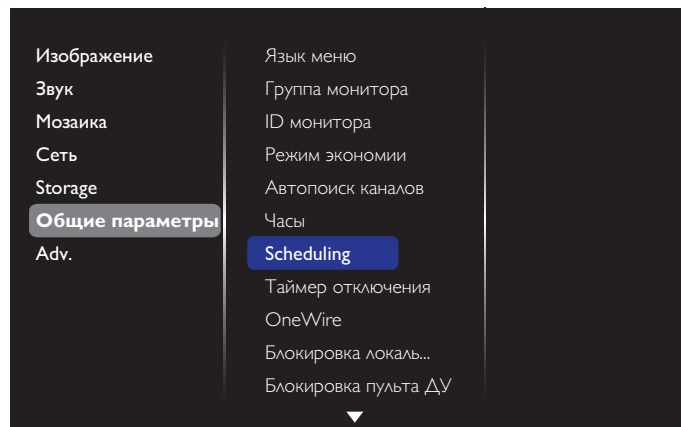 Изображение
Звук
Мозаика
Сеть
Storage
Общие параметры
Adv.
Язык меню
Группа монитора
ID монитора
Режим экономии
Автопоиск каналов
Часы
Scheduling
Таймер отключения
OneWire
Блокировка локаль...
Блокировка пульта ДУ